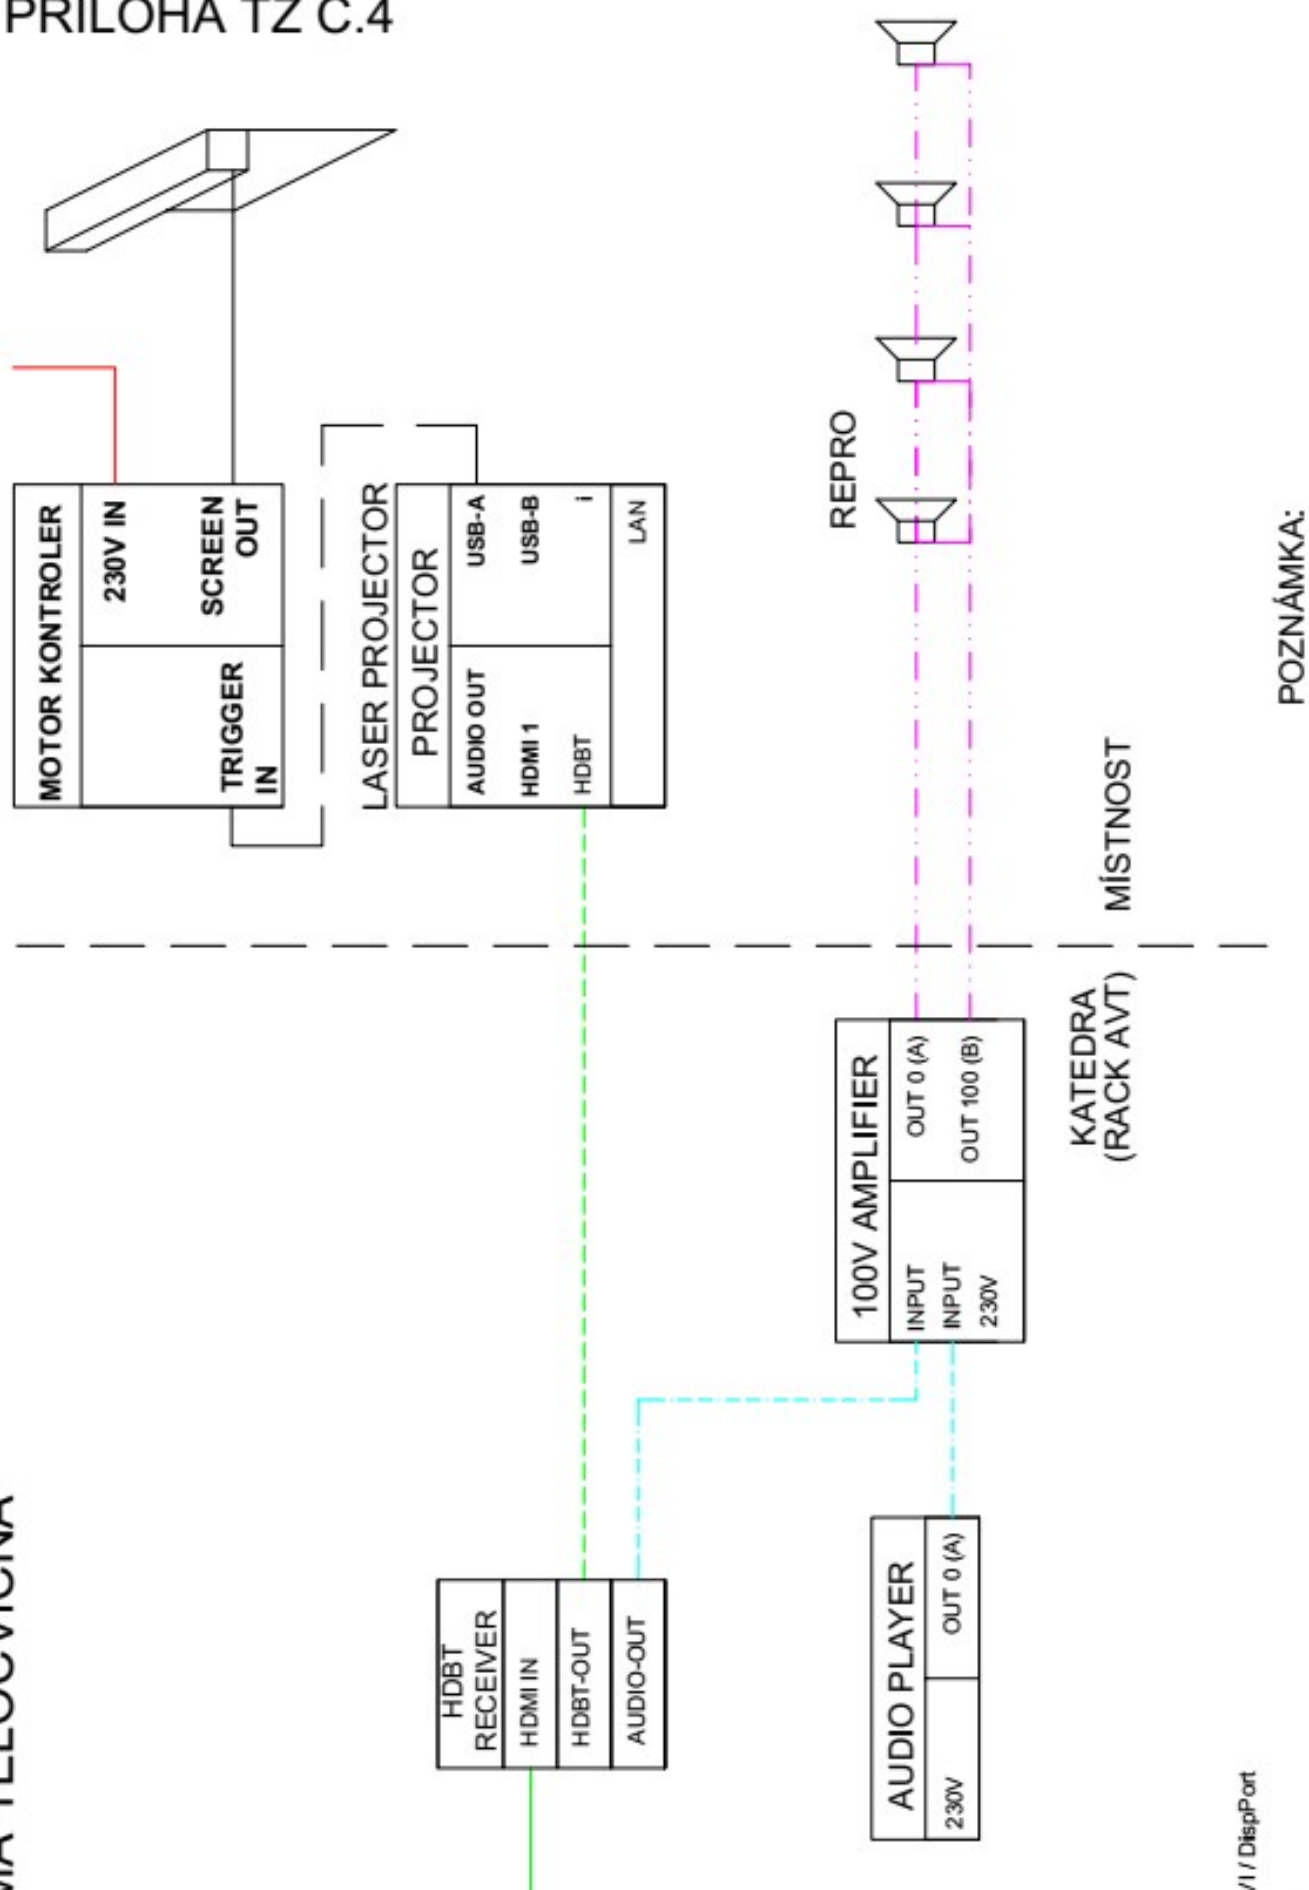 PŘÍLOHA TZ Č.4
MOTOR KONTROLER
230V IN
SCREEN
OUT
TRIGGER
IN
LASER PROJECTOR
PROJECTOR
AUDIO OUT
USB-A
HDMI 1
USB-B
HDBT
i
LAN
REPRO
POZNÁMKA:
MÍSTNOST
KATEDRA
(RACK AVT)
100V AMPLIFIER
INPUT
OUT 0 (A)
INPUT
OUT 100 (B)
230V
HDBT
RECEIVER
HDMI IN
HDBT-OUT
AUDIO-OUT
AUDIO PLAYER
230V
OUT 0 (A)
/ DispPort